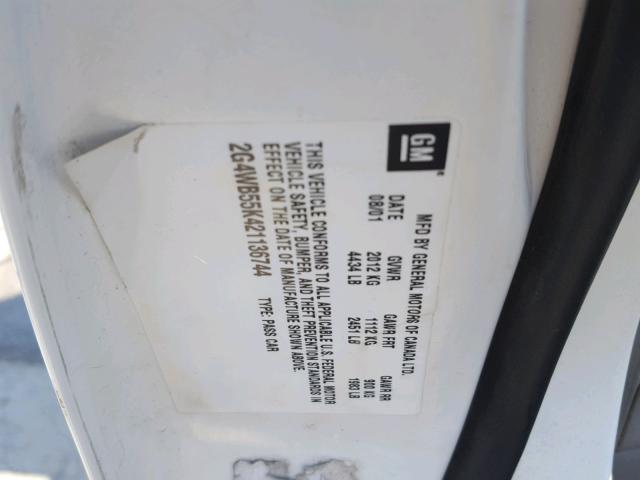 GM
MFD BY GENERAL MOTORS OF CANADA LTD.
DATE GVWR GAWR FRT GAWR RR
08/01 2012 KG 1112 KG 900 KG
4434 LB 2451 LB 1983 LB
THIS VEHICLE CONFORMS TO ALL APPLICABLE U.S. FEDERAL MOTOR
VEHICLE SAFETY, BUMPER, AND THEFT PREVENTION STANDARDS IN
EFFECT ON THE DATE OF MANUFACTURE SHOWN ABOVE.
2G4WB55K421136744 TYPE: PASS CAR